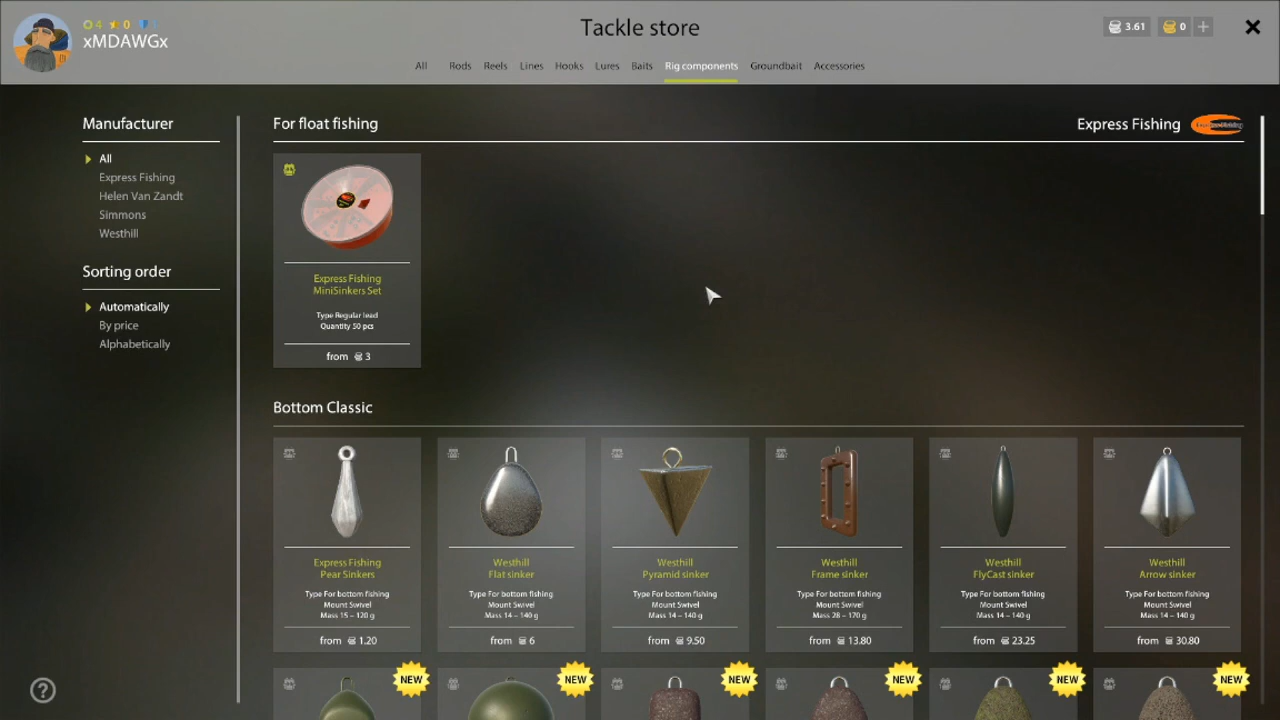 4 0
xMDAWGx
Tackle store
3.61
0 +
All Rods Reels Lines Hooks Lures Baits Rig components Groundbait Accessories
Manufacturer
All
Express Fishing
Helen Van Zandt
Simmons
Westhill
Sorting order
Automatically
By price
Alphabetically
For float fishing
Express Fishing
Express Fishing
MiniSinkers Set
Type Regular lead
Quantity 50 pcs
from 3
Bottom Classic
Express Fishing
Pear Sinkers
Type For bottom fishing
Mount Swivel
Mass 15 – 120 g
from 1.20
Westhill
Flat sinker
Type For bottom fishing
Mount Swivel
Mass 14 – 140 g
from 6
Westhill
Pyramid sinker
Type For bottom fishing
Mount Swivel
Mass 14 – 140 g
from 9.50
Westhill
Frame sinker
Type For bottom fishing
Mount Swivel
Mass 28 – 170 g
from 13.80
Westhill
FlyCast sinker
Type For bottom fishing
Mount Swivel
Mass 14 – 140 g
from 23.25
Westhill
Arrow sinker
Type For bottom fishing
Mount Swivel
Mass 14 – 140 g
from 30.80
NEW
NEW
NEW
NEW
NEW
NEW
?